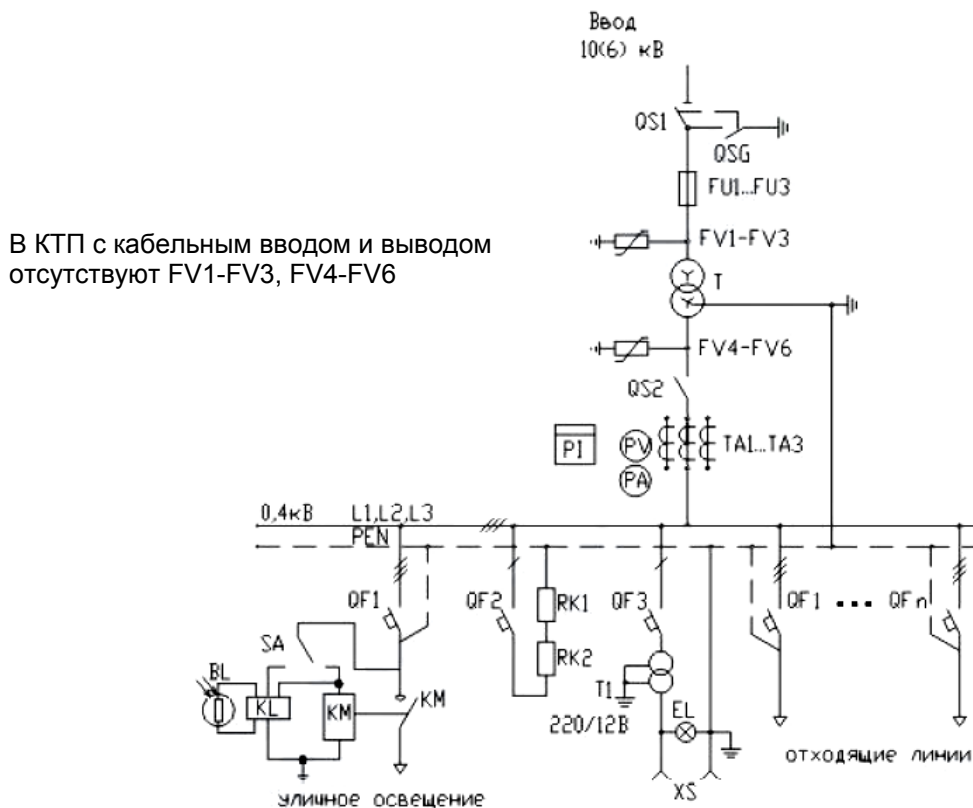 Ввод
10(6) кВ
QS1
QSG
FU1...FU3
В КТП с кабельным вводом и выводом
отсутствуют FV1-FV3, FV4-FV6
FV1-FV3
T
FV4-FV6
QS2
PI
PV
TA1...TA3
PA
0,4кВ
L1,L2,L3
PEN
QF1
QF2
RK1
QF3
QF1
QFn
SA
RK2
BL
KL
KM
KM
T1
220/12В
EL
отходящие линии
XS
уличное освещение